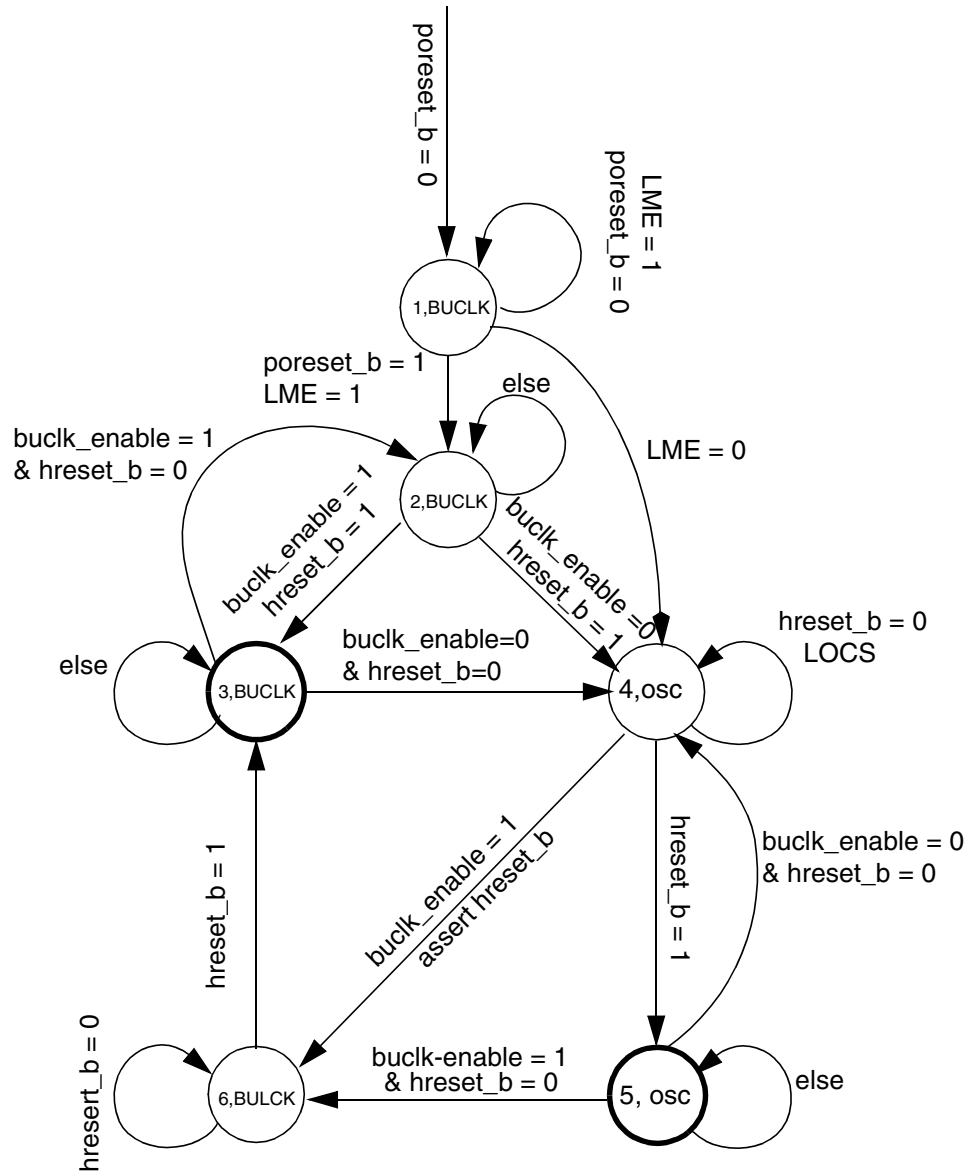 poreset_b = 0
LME = 1
poreset_b = 0
1,BUCLK
poreset_b = 1
LME = 1
else
buclk_enable = 1
& hreset_b = 0
LME = 0
2,BUCLK
buclk_enable = 1
hreset_b = 1
buclk_enable =0
hreset_b = 1
hreset_b = 0
LOCS
else
buclk_enable=0
& hreset_b=0
3,BUCLK
4,osc
buclk_enable = 1
assert hreset_b
hreset_b = 1
buclk_enable = 0
& hreset_b = 0
hreset_b = 1
hresert_b = 0
buclk-enable = 1
& hreset_b = 0
else
6,BULCK
5, osc